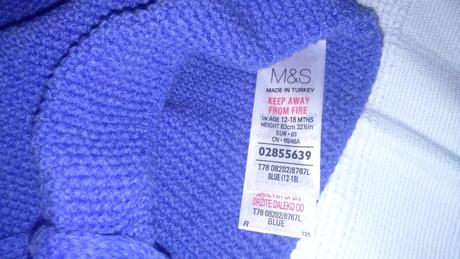 M&S
MADE IN TURKEY
KEEP AWAY
FROM FIRE
UK AGE 12-18 MTHS
HEIGHT 83cm 32½in
EUR • 83
CN • 80/48A
02855639
T78 08202/8767L
BLUE (12-18)
DRŽITE DALEKO OD
T78 08202/8767L
BLUE
R T25